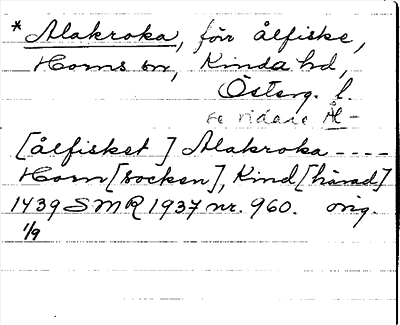 * Alakroka, för ålfiske,
Horns sn, Kinda hd,
Österg. l.
se vidare Ål-
[ålfisket] Alakroka ----
Horn [socken], Kind [härad]
1439 SMR 1937 nr. 960. orig.
1/9